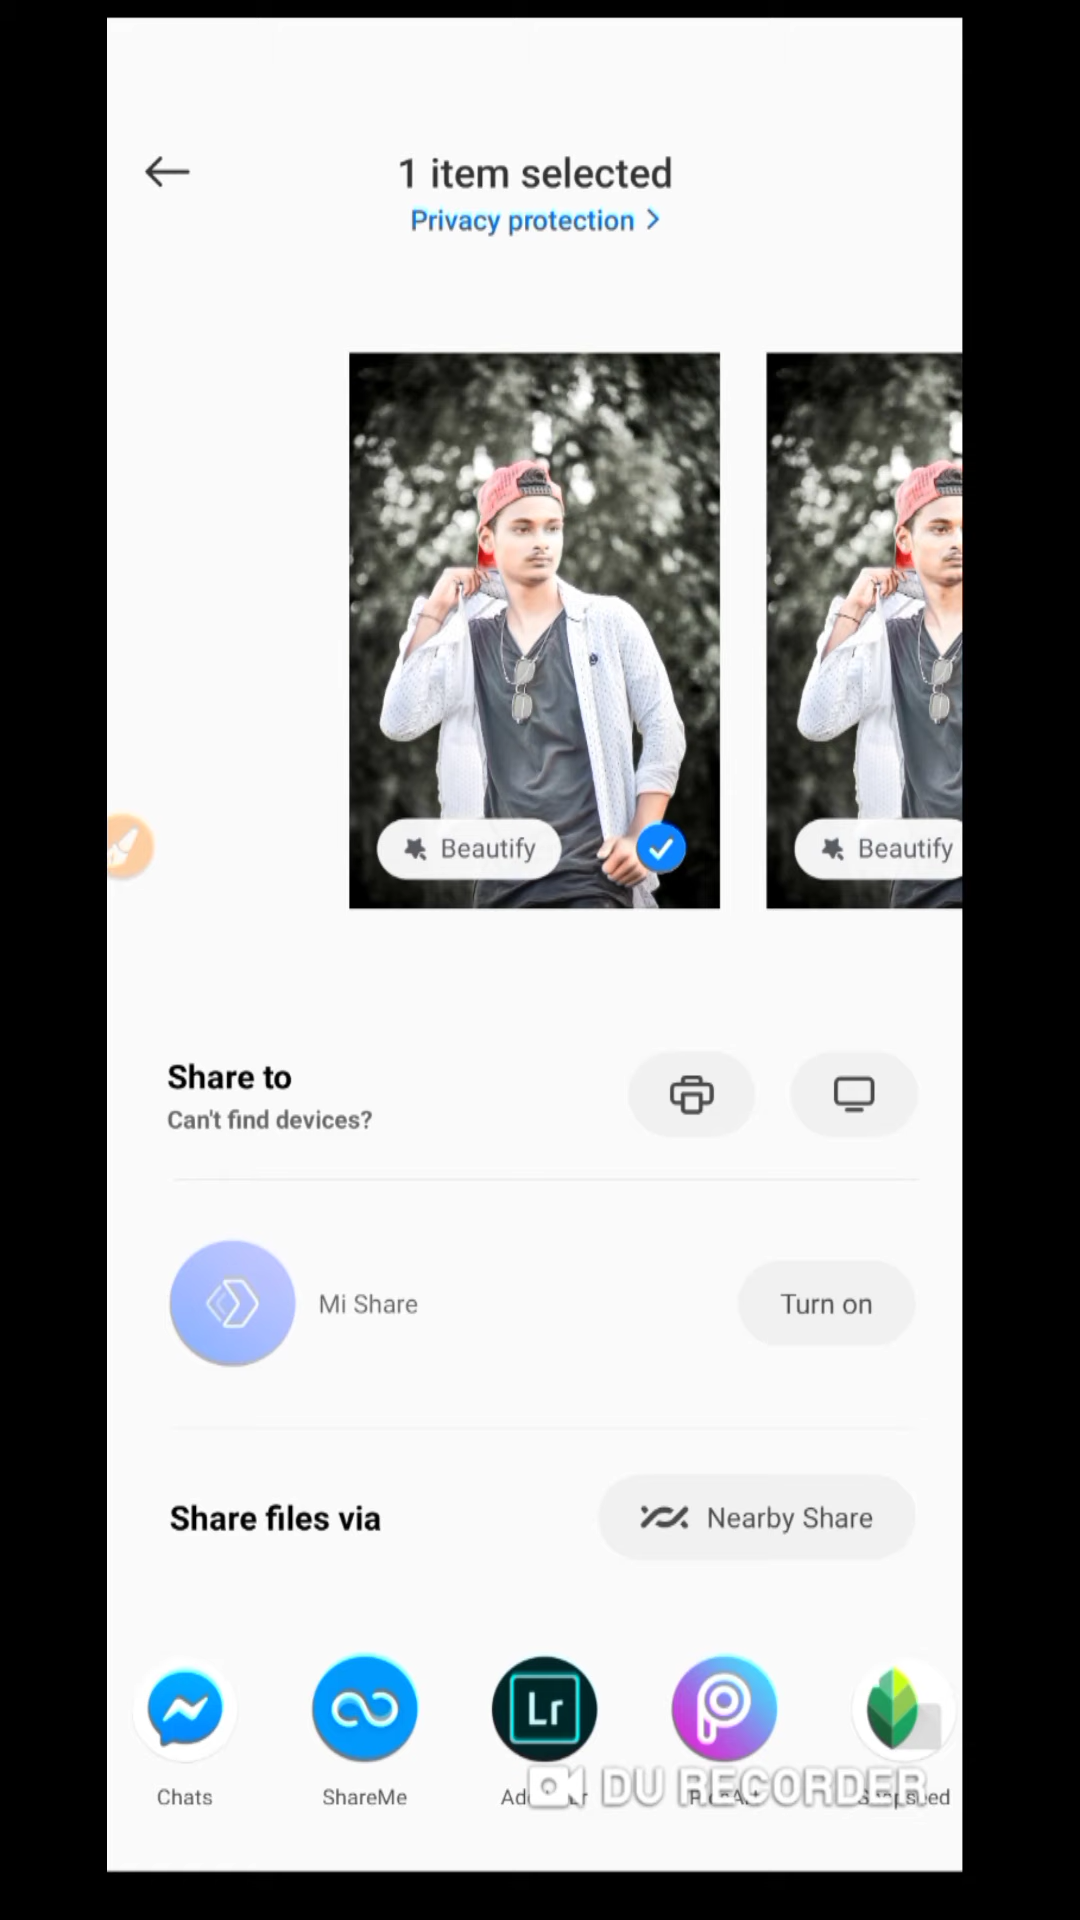 1 item selected
Privacy protection >
Beautify
Beautify
Share to
Can't find devices?
Mi Share
Turn on
Share files via
Nearby Share
Lr
Chats
ShareMe
DU RECORDER